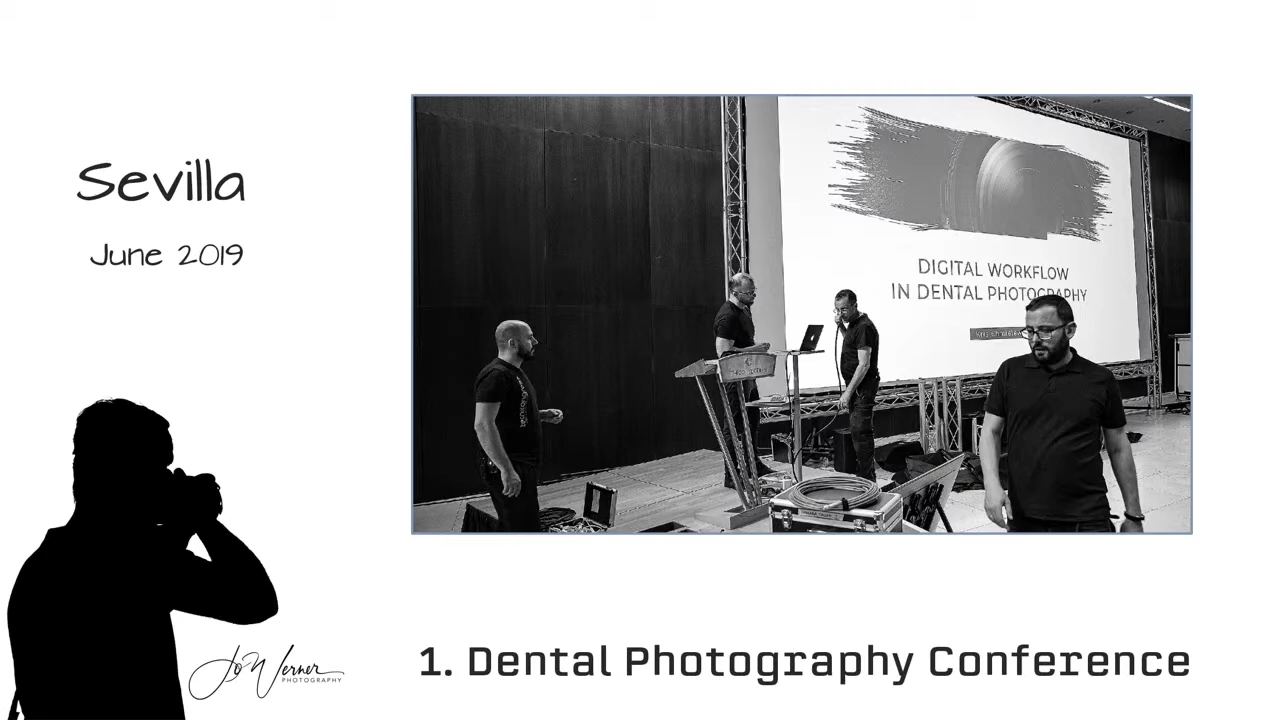 Sevilla
June 2019
DIGITAL WORKFLOW
IN DENTAL PHOTOGRAPHY
Jo Werner
PHOTOGRAPHY
1. Dental Photography Conference